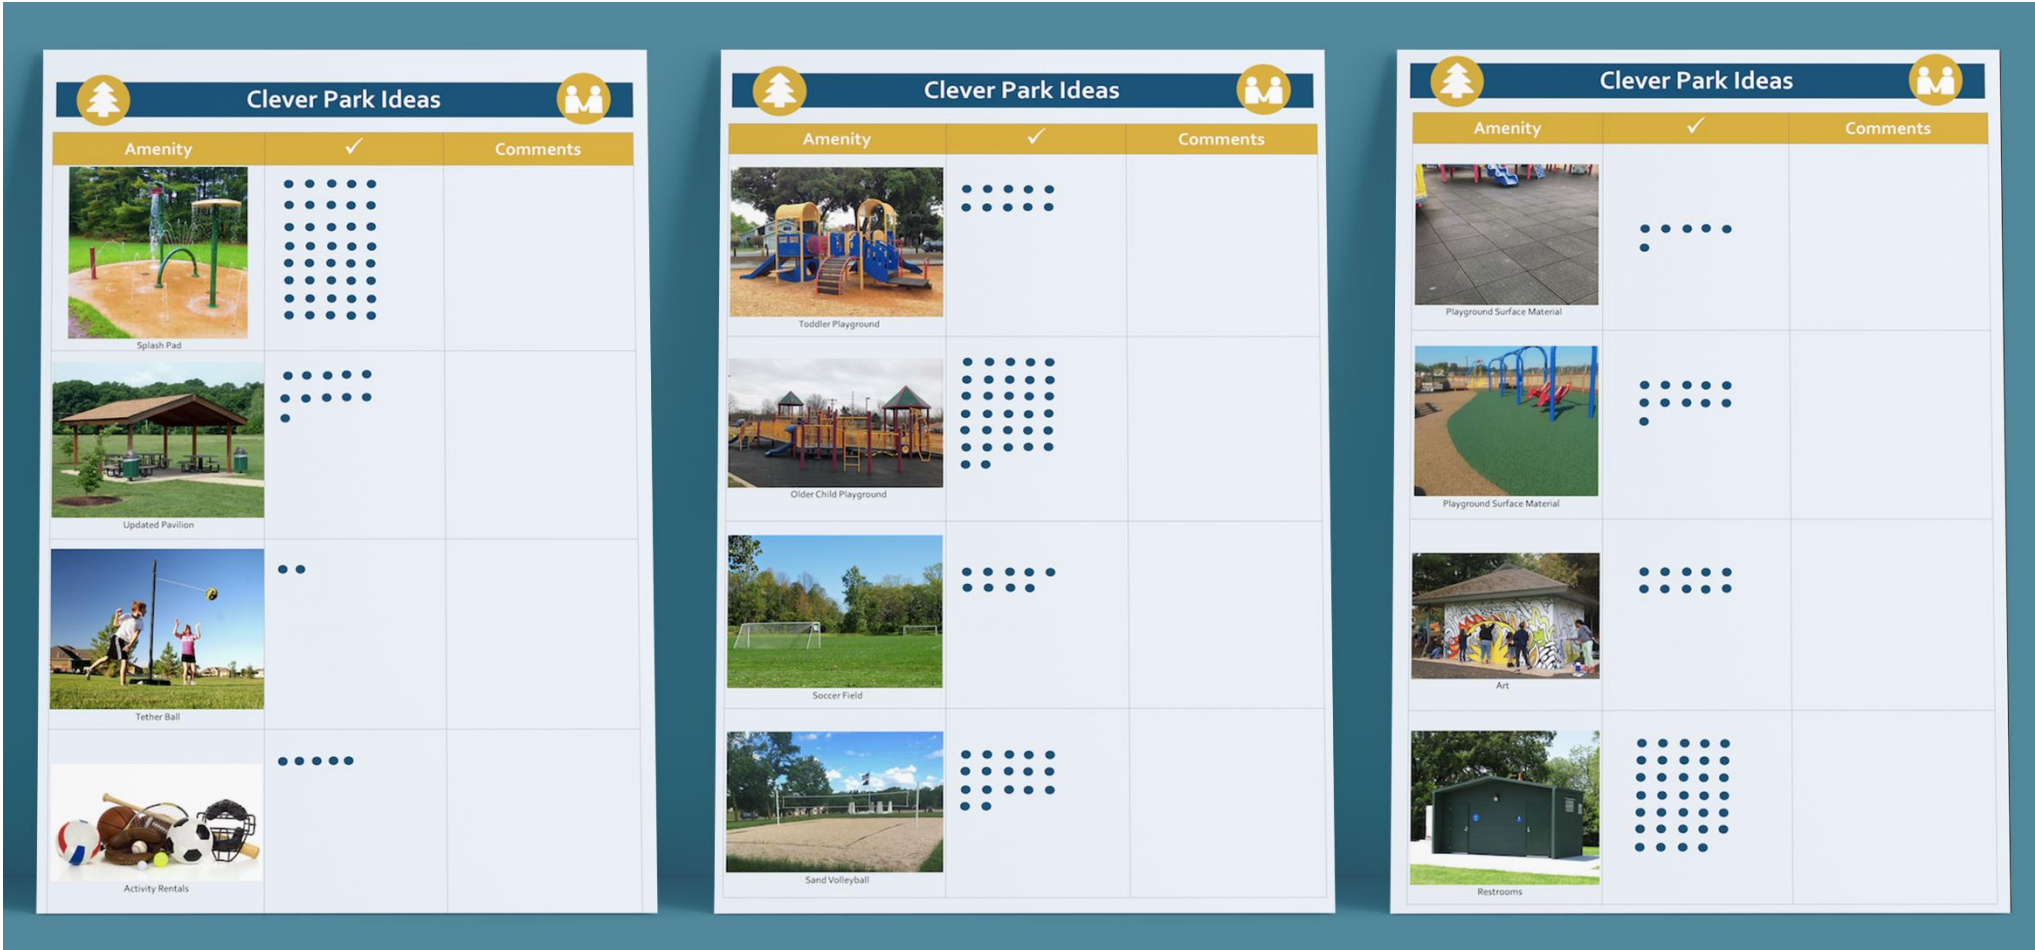 Clever Park Ideas
Amenity ✓ Comments
Splash Pad
Updated Pavilion
Tether Ball
Activity Rentals
Clever Park Ideas
Amenity ✓ Comments
Toddler Playground
Older Child Playground
Soccer Field
Sand Volleyball
Clever Park Ideas
Amenity ✓ Comments
Playground Surface Material
Playground Surface Material
Art
Restrooms